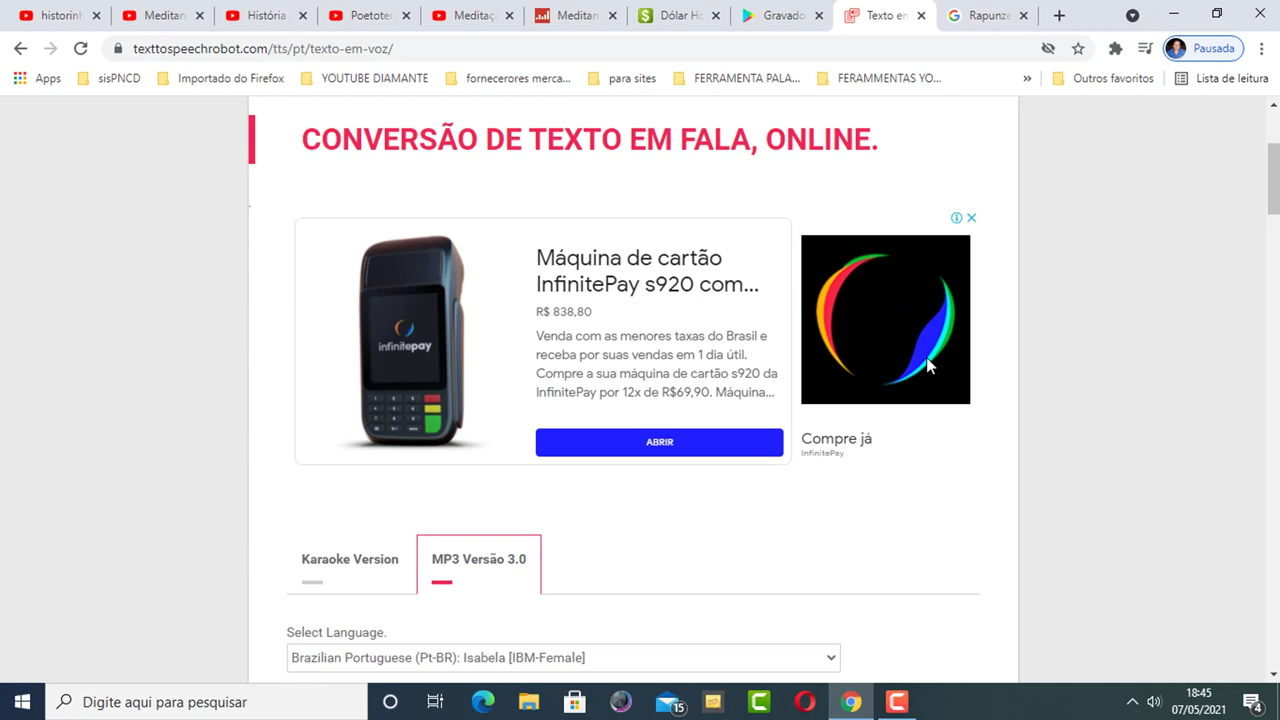 historinh
Meditan
História
Poetoter
Meditaçã
Meditan
Dólar Ho
Gravado
Texto em
Rapunze
texttospeechrobot.com/tts/pt/texto-em-voz/
Pausada
Apps
sisPNCD
Importado do Firefox
YOUTUBE DIAMANTE
fornecerores merca...
para sites
FERRAMENTA PALA...
FERAMMENTAS YO...
»
Outros favoritos
Lista de leitura
CONVERSÃO DE TEXTO EM FALA, ONLINE.
Máquina de cartão
InfinitePay s920 com...
R$ 838,80
Venda com as menores taxas do Brasil e
receba por suas vendas em 1 dia útil.
Compre a sua máquina de cartão s920 da
InfinitePay por 12x de R$69,90. Máquina...
ABRIR
infinitepay
Compre já
InfinitePay
Karaoke Version
MP3 Versão 3.0
Select Language.
Brazilian Portuguese (Pt-BR): Isabela [IBM-Female]
Digite aqui para pesquisar
15
18:45
07/05/2021
4